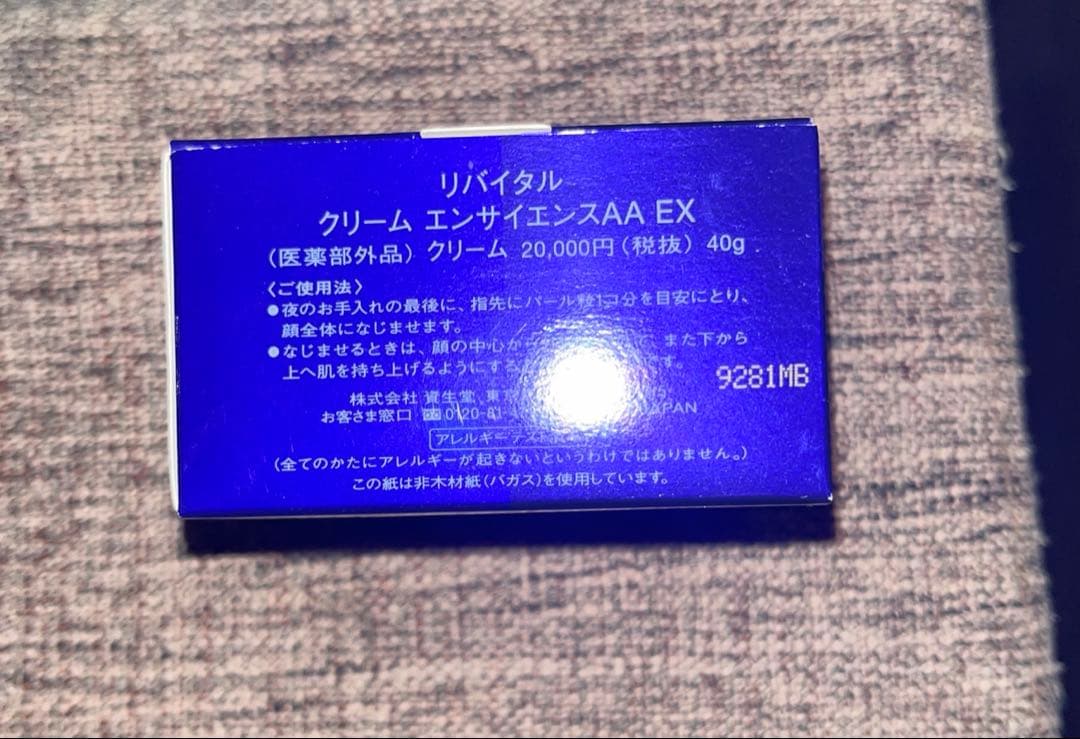 リバイタル
クリーム エンサイエンスAA EX
(医薬部外品) クリーム 20,000円(税抜) 40g
〈ご使用法〉
●夜のお手入れの最後に、指先にパール粒1コ分を目安にとり、
顔全体になじませます。
●なじませるときは、顔の中心か また下から
上へ肌を持ち上げるようにする す。
9281MB
株式会社 資生堂 東京
お客さま窓口 0120-81- JAPAN
アレルギーテスト
(全てのかたにアレルギーが起きないというわけではありません。)
この紙は非木材紙(バガス)を使用しています。